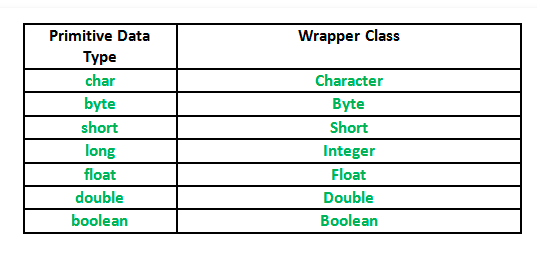 Primitive Data Type Wrapper Class
char Character
byte Byte
short Short
long Integer
float Float
double Double
boolean Boolean